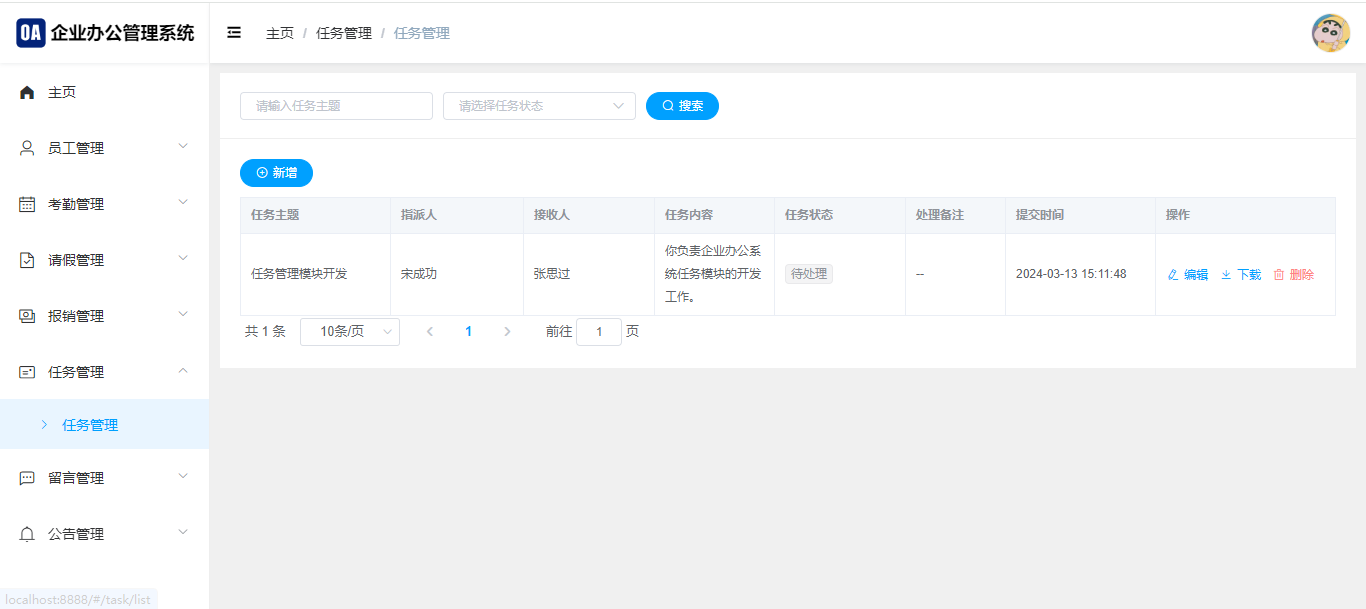 OA 企业办公管理系统
主页 / 任务管理 / 任务管理
主页
员工管理
考勤管理
请假管理
报销管理
任务管理
任务管理
留言管理
公告管理
请输入任务主题 请选择任务状态 搜索
新增
任务主题 指派人 接收人 任务内容 任务状态 处理备注 提交时间 操作
任务管理模块开发 宋成功 张思过 你负责企业办公系 待处理 -- 2024-03-13 15:11:48 编辑 下载 删除
统任务模块的开发
工作。
共 1 条 10条/页 1 前往 1 页
localhost:8888/#/task/list